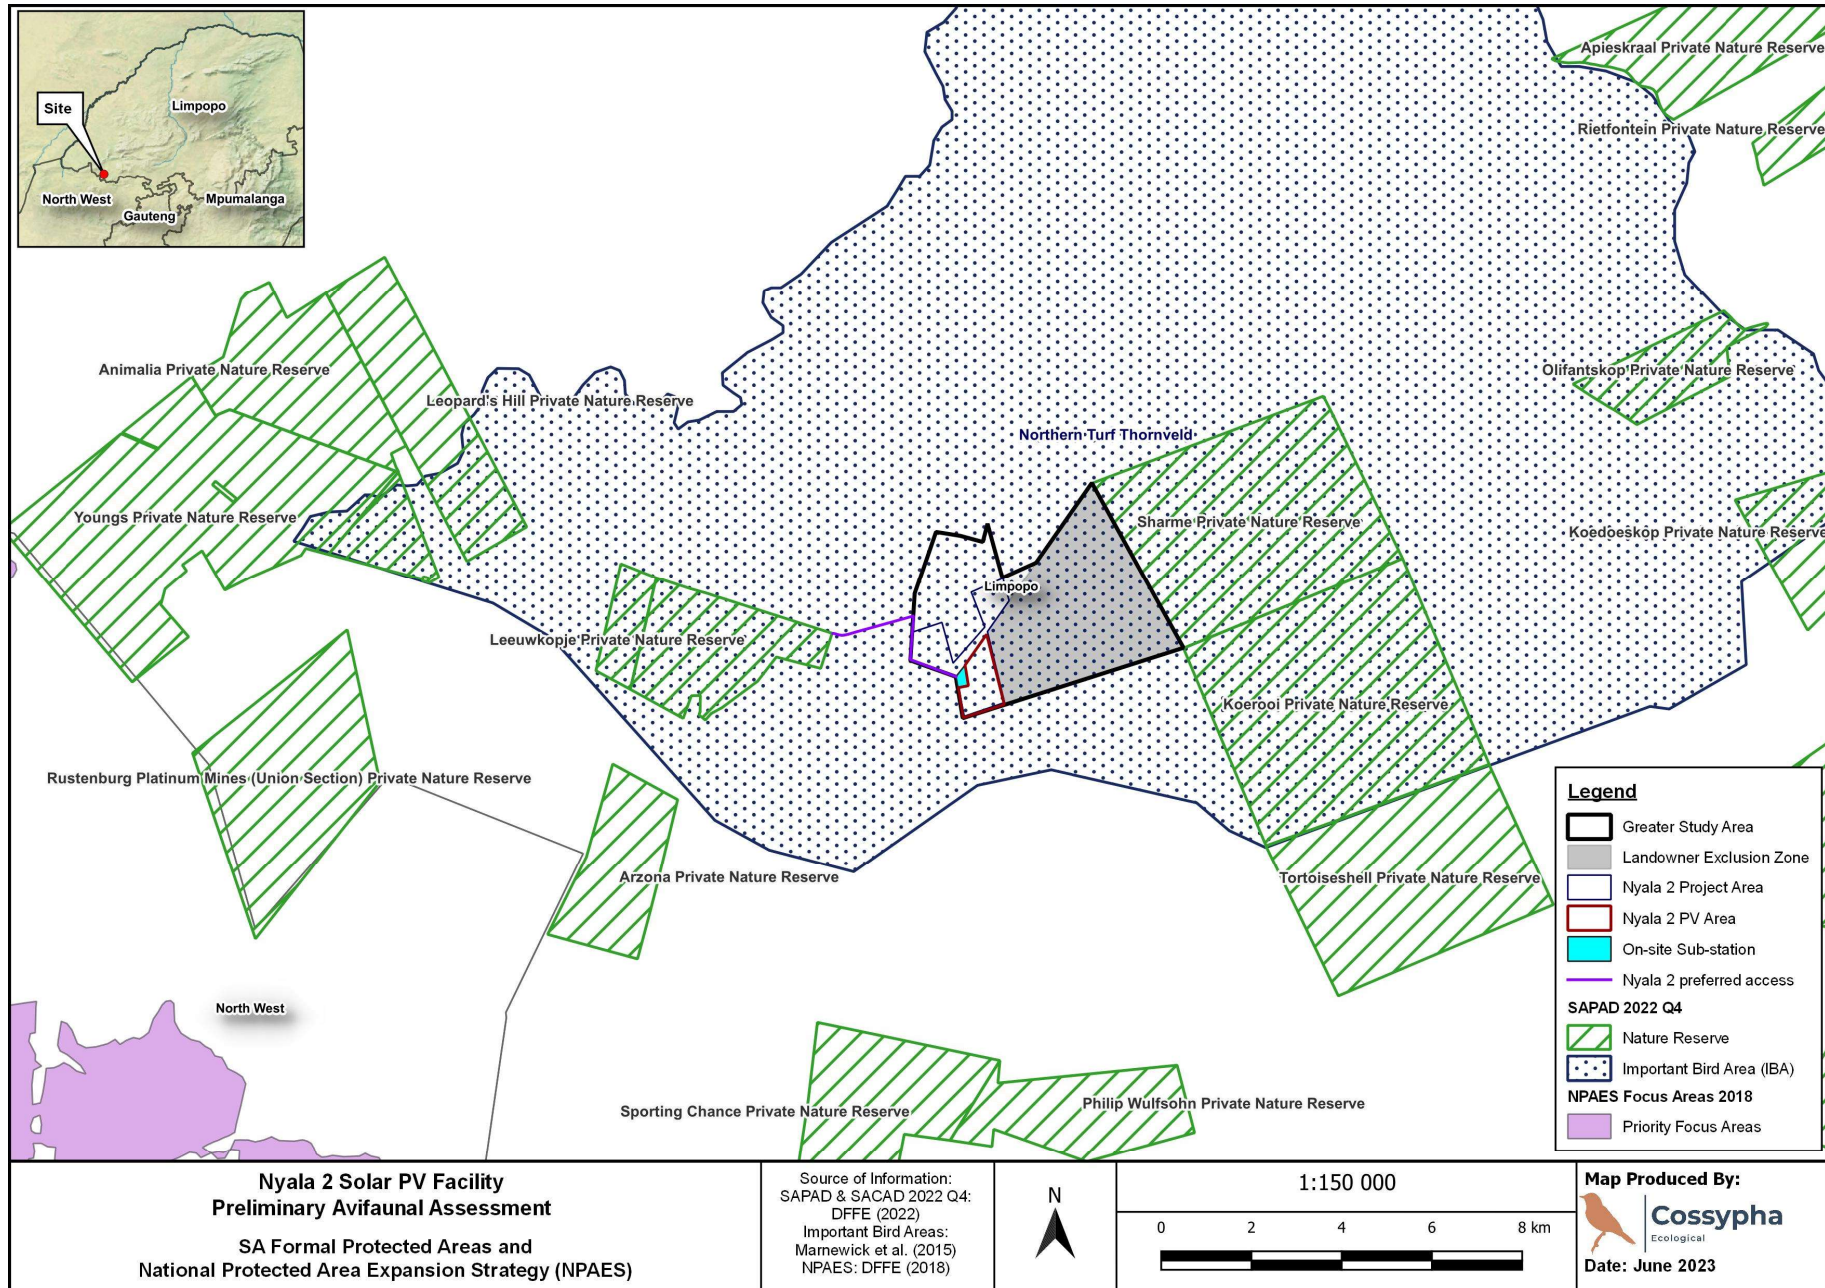 Site
Limpopo
North West
Gauteng
Mpumalanga
Apieskraal Private Nature Reserve
Rietfontein Private Nature Reserve
Animalia Private Nature Reserve
Leopard's Hill Private Nature Reserve
Olifantskop Private Nature Reserve
Northern Turf Thornveld
Youngs Private Nature Reserve
Sharme Private Nature Reserve
Koedoeskop Private Nature Reserve
Limpopo
Leeuwkopje Private Nature Reserve
Koerooi Private Nature Reserve
Rustenburg Platinum Mines (Union Section) Private Nature Reserve
Arzona Private Nature Reserve
Tortoiseshell Private Nature Reserve
North West
Sporting Chance Private Nature Reserve
Philip Wulfsohn Private Nature Reserve
Legend
Greater Study Area
Landowner Exclusion Zone
Nyala 2 Project Area
Nyala 2 PV Area
On-site Sub-station
Nyala 2 preferred access
SAPAD 2022 Q4
Nature Reserve
Important Bird Area (IBA)
NPAES Focus Areas 2018
Priority Focus Areas
Nyala 2 Solar PV Facility
Preliminary Avifaunal Assessment
SA Formal Protected Areas and
National Protected Area Expansion Strategy (NPAES)
Source of Information:
SAPAD & SACAD 2022 Q4:
DFFE (2022)
Important Bird Areas:
Marnewick et al. (2015)
NPAES: DFFE (2018)
N
1:150 000
0 2 4 6 8 km
Map Produced By:
Cossypha
Ecological
Date: June 2023